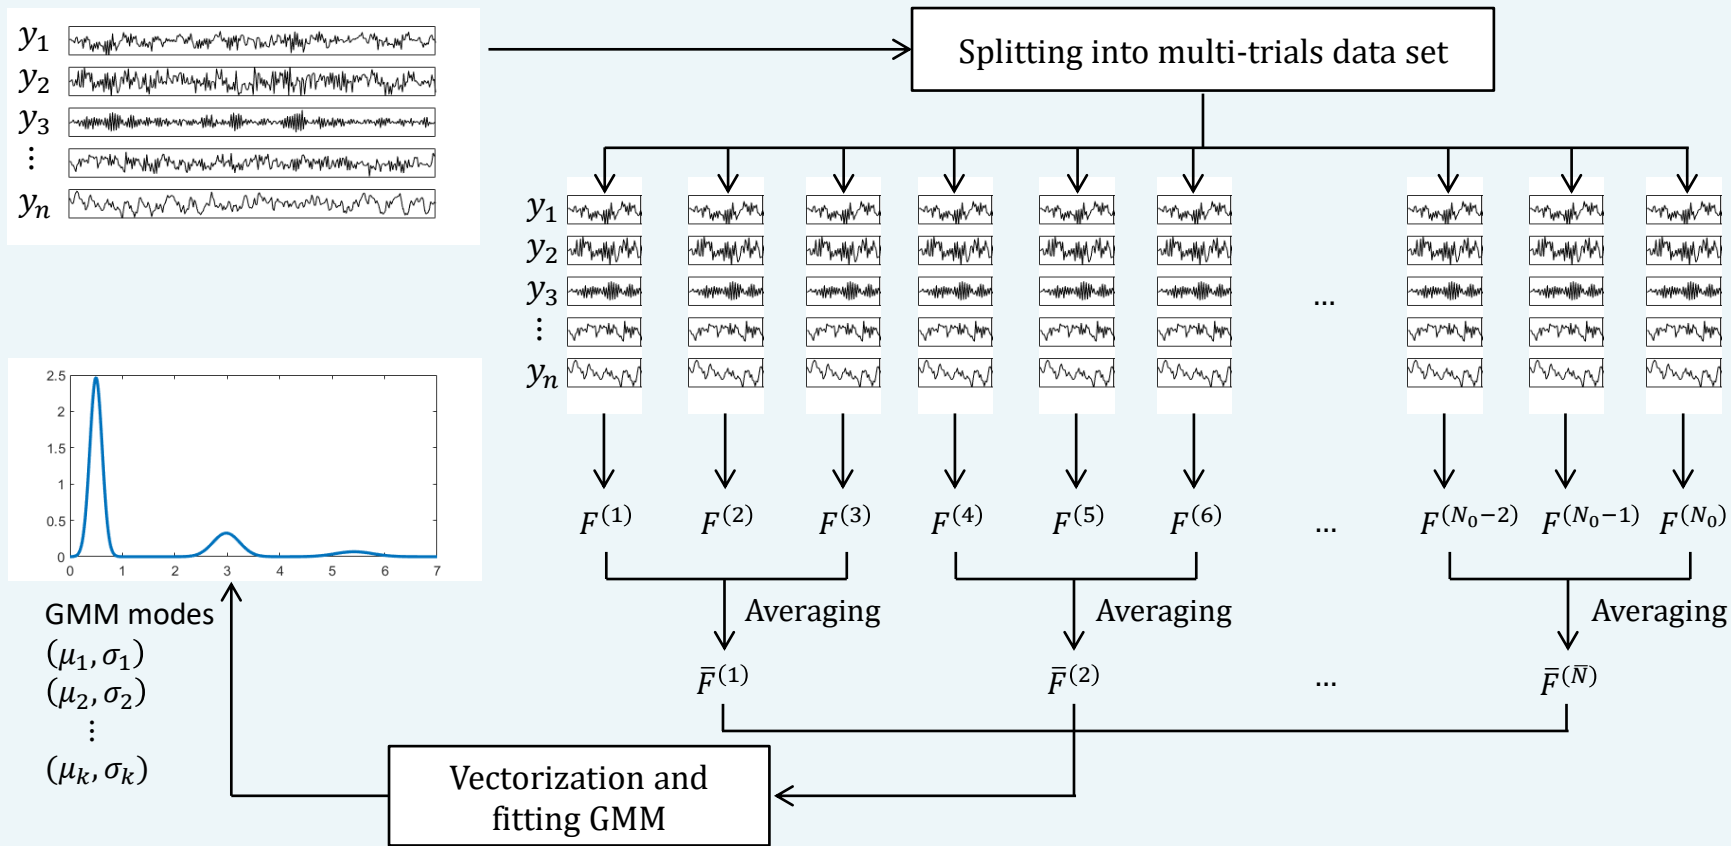 y₁
y₂
y₃
⋮
yₙ
Splitting into multi-trials data set
y₁
y₂
y₃
⋮
yₙ
...
F⁽¹⁾ F⁽²⁾ F⁽³⁾ F⁽⁴⁾ F⁽⁵⁾ F⁽⁶⁾ ... F^(N₀−2) F^(N₀−1) F^(N₀)
Averaging Averaging Averaging
F̄⁽¹⁾ F̄⁽²⁾ ... F̄^(N̄)
2.5
2
1.5
1
0.5
0
0 1 2 3 4 5 6 7
GMM modes
(μ₁, σ₁)
(μ₂, σ₂)
⋮
(μₖ, σₖ)
Vectorization and
fitting GMM